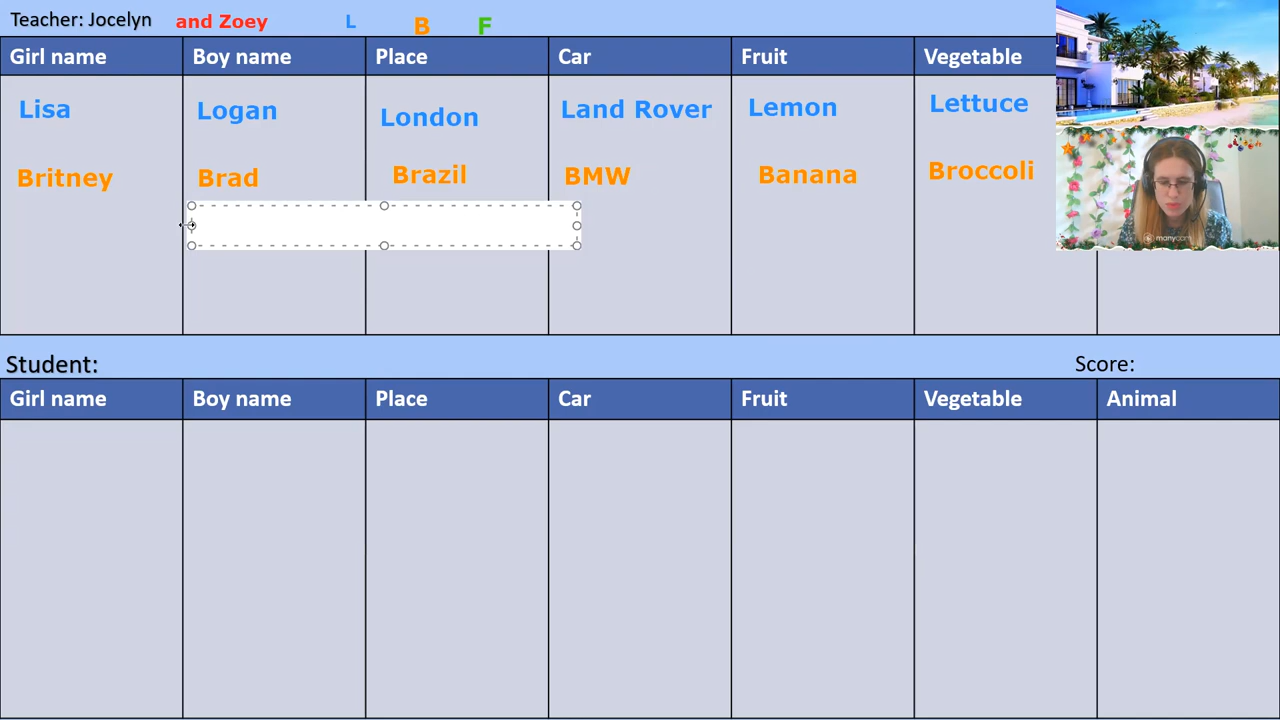 Teacher: Jocelyn and Zoey L B F
Girl name Boy name Place Car Fruit Vegetable
Lisa Logan London Land Rover Lemon Lettuce
Britney Brad Brazil BMW Banana Broccoli
manycam
Student: Score:
Girl name Boy name Place Car Fruit Vegetable Animal